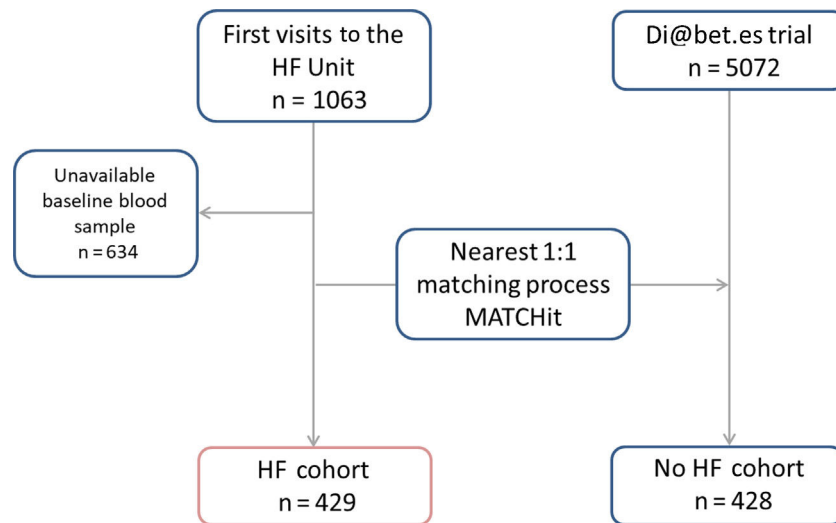 First visits to the
HF Unit
n = 1063
Di@bet.es trial
n = 5072
Unavailable
baseline blood
sample
n = 634
Nearest 1:1
matching process
MATCHit
HF cohort
n = 429
No HF cohort
n = 428